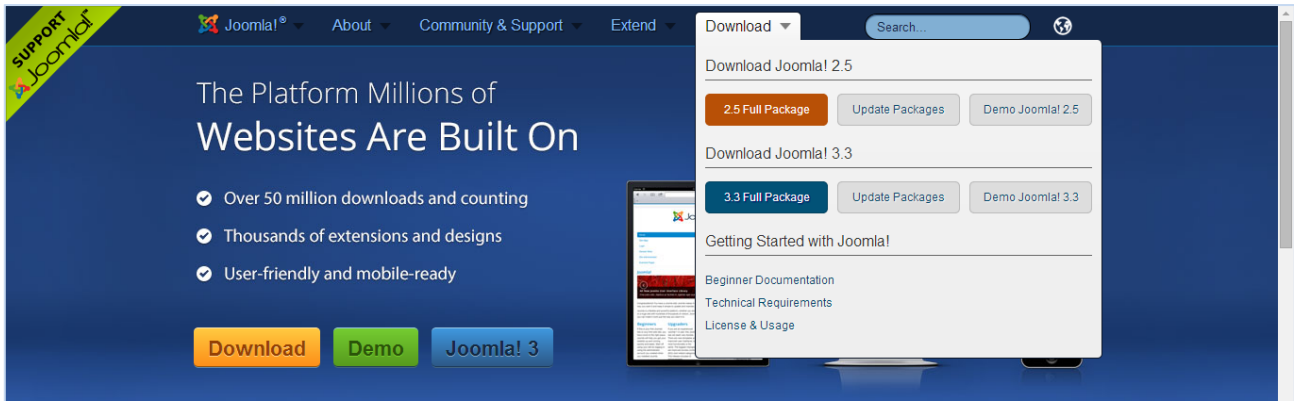 SUPPORT
Joomla!™
Joomla!® About Community & Support Extend Download Search...
The Platform Millions of
Websites Are Built On
Over 50 million downloads and counting
Thousands of extensions and designs
User-friendly and mobile-ready
Download Demo Joomla! 3
Download Joomla! 2.5
2.5 Full Package Update Packages Demo Joomla! 2.5
Download Joomla! 3.3
3.3 Full Package Update Packages Demo Joomla! 3.3
Getting Started with Joomla!
Beginner Documentation
Technical Requirements
License & Usage
Beginners Upgraders